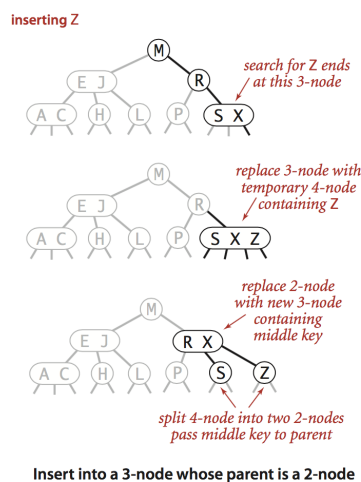 inserting Z
M
E J
R
search for Z ends
at this 3-node
A C
H
L
P
S X
M
replace 3-node with
temporary 4-node
containing Z
E J
R
A C
H
L
P
S X Z
replace 2-node
with new 3-node
containing
middle key
M
E J
R X
A C
H
L
P
S
Z
split 4-node into two 2-nodes
pass middle key to parent
Insert into a 3-node whose parent is a 2-node